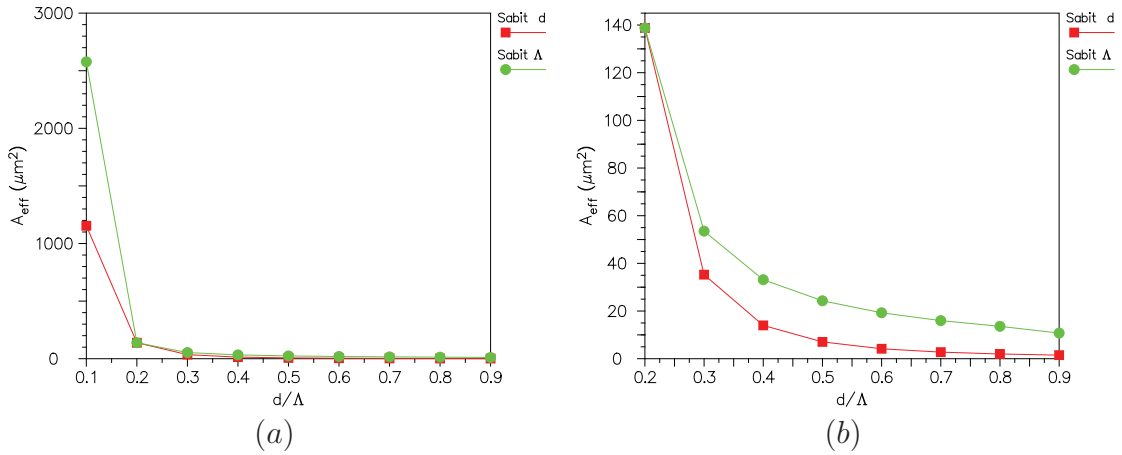 3000
2000
1000
0
A_eff (μm²)
0.1 0.2 0.3 0.4 0.5 0.6 0.7 0.8 0.9
d/Λ
Sabit d
Sabit Λ
(a)
140
120
100
80
60
40
20
0
A_eff (μm²)
0.2 0.3 0.4 0.5 0.6 0.7 0.8 0.9
d/Λ
Sabit d
Sabit Λ
(b)